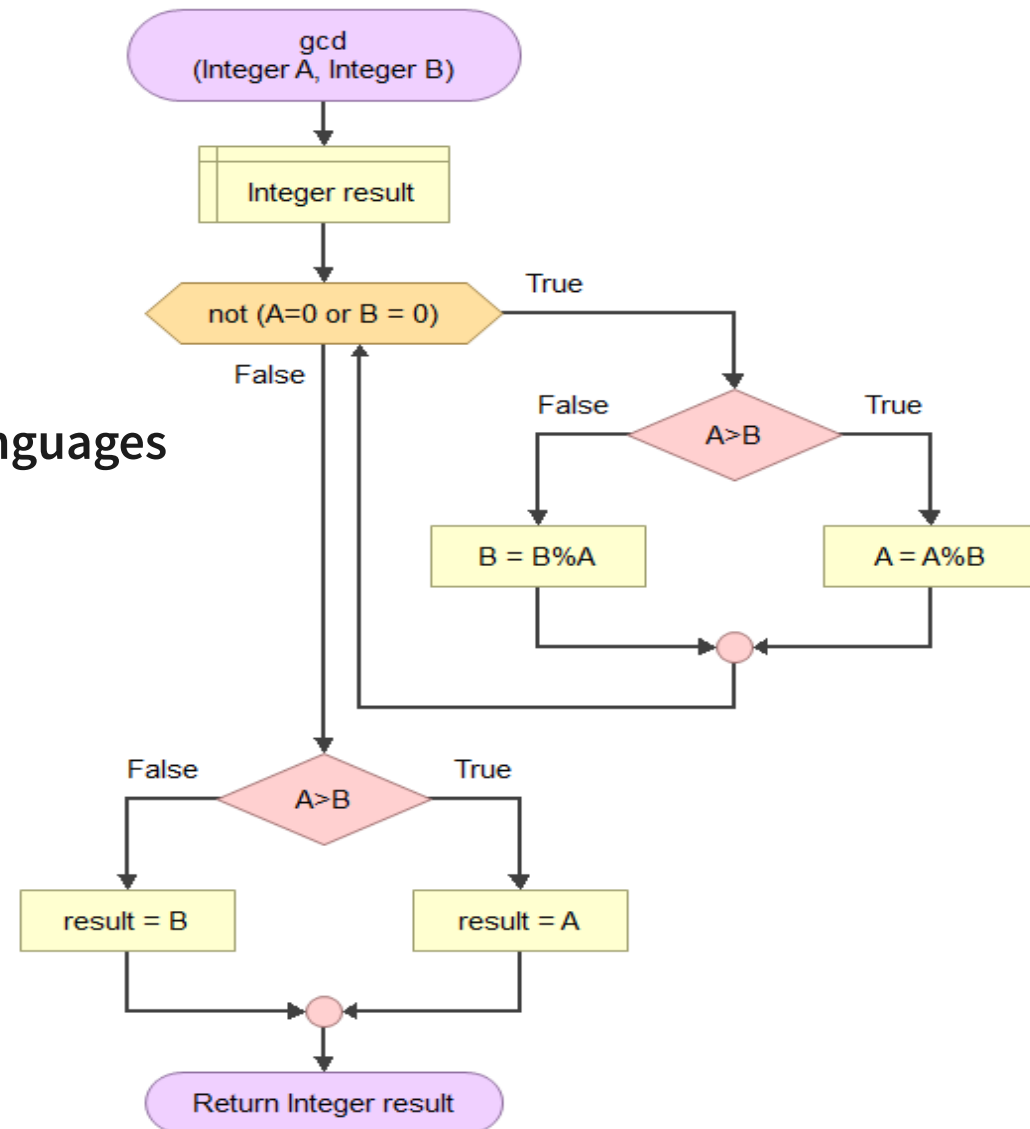 gcd
(Integer A, Integer B)
Integer result
not (A=0 or B = 0)
True
False
nguages
False
True
A>B
B = B%A
A = A%B
False
True
A>B
result = B
result = A
Return Integer result